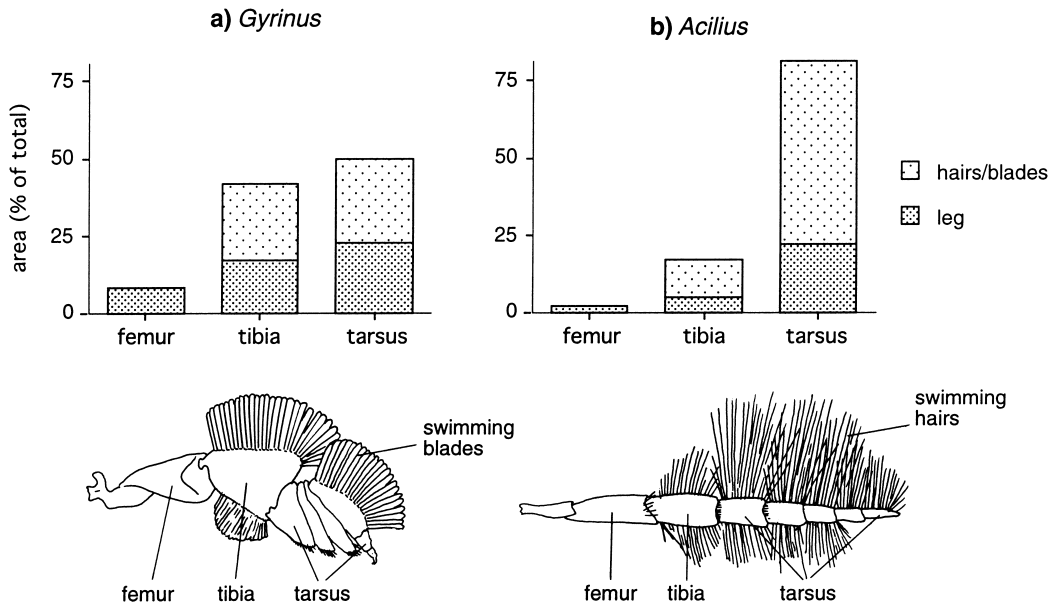 a) Gyrinus
b) Acilius
area (% of total)
75
50
25
0
femur
tibia
tarsus
75
50
25
0
femur
tibia
tarsus
hairs/blades
leg
swimming
blades
femur
tibia
tarsus
swimming
hairs
femur
tibia
tarsus